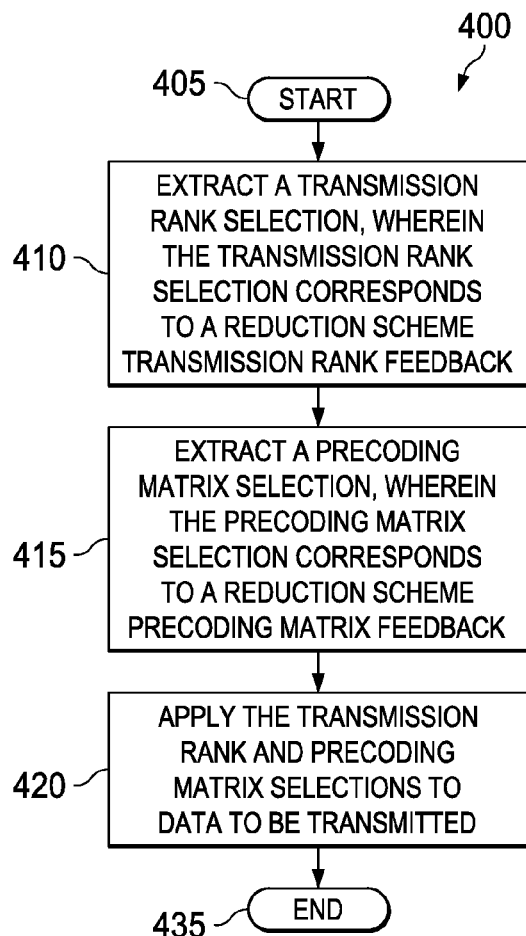 400
405
START
410
EXTRACT A TRANSMISSION
RANK SELECTION, WHEREIN
THE TRANSMISSION RANK
SELECTION CORRESPONDS
TO A REDUCTION SCHEME
TRANSMISSION RANK FEEDBACK
415
EXTRACT A PRECODING
MATRIX SELECTION, WHEREIN
THE PRECODING MATRIX
SELECTION CORRESPONDS
TO A REDUCTION SCHEME
PRECODING MATRIX FEEDBACK
420
APPLY THE TRANSMISSION
RANK AND PRECODING
MATRIX SELECTIONS TO
DATA TO BE TRANSMITTED
435
END